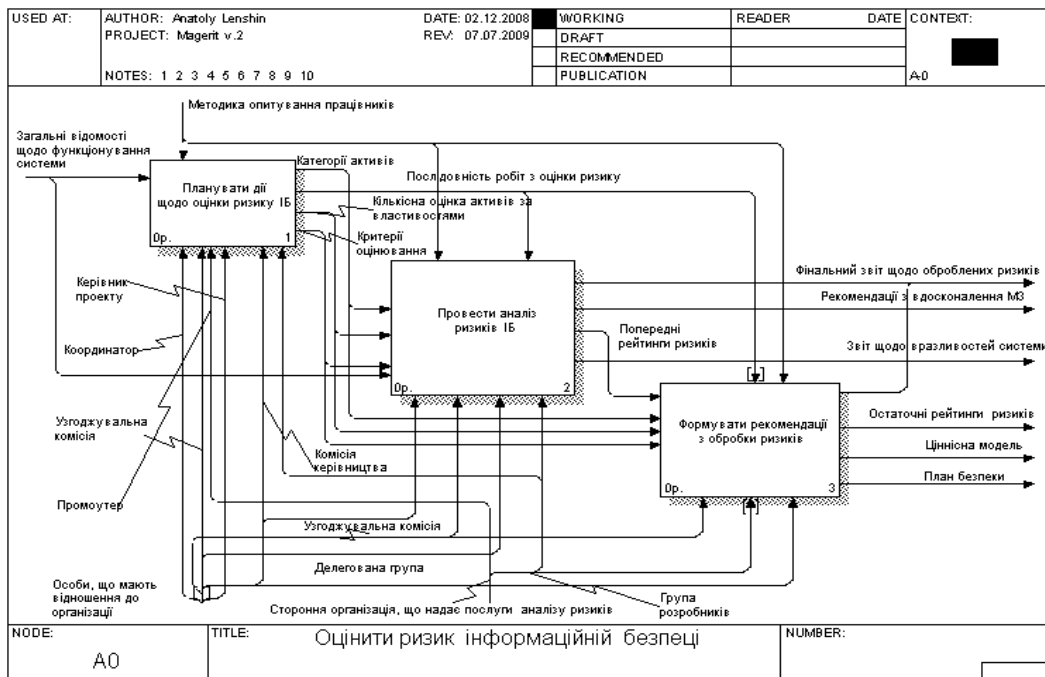 USED AT:
AUTHOR: Anatoly Lenshin
DATE: 02.12.2008
PROJECT: Magerit v.2
REV: 07.07.2009
NOTES: 1 2 3 4 5 6 7 8 9 10
WORKING
DRAFT
RECOMMENDED
PUBLICATION
READER
DATE
CONTEXT:
A-0
Методика опитування працівників
Загальні відомості
щодо функціонування
системи
Категорії активів
Планувати дії
щодо оцінки ризику ІБ
0р.
1
Послідовність робіт з оцінки ризику
Кількісна оцінка активів за
властивостями
Критерії
оцінювання
Керівник
проекту
Провести аналіз
ризиків ІБ
0р.
2
Фінальний звіт щодо оброблених ризиків
Рекомендації з вдосконалення МЗ
Попередні
рейтинги ризиків
Звіт щодо вразливостей системи
Координатор
Формувати рекомендації
з обробки ризиків
0р.
3
Остаточні рейтинги ризиків
Ціннісна модель
План безпеки
Узгоджувальна
комісія
Комісія
керівництва
Промоутер
Узгоджувальна комісія
Делегована група
Особи, що мають
відношення до
організації
Стороння організація, що надає послуги аналізу ризиків
Група
розробників
NODE:
A0
TITLE:
Оцінити ризик інформаційній безпеці
NUMBER: